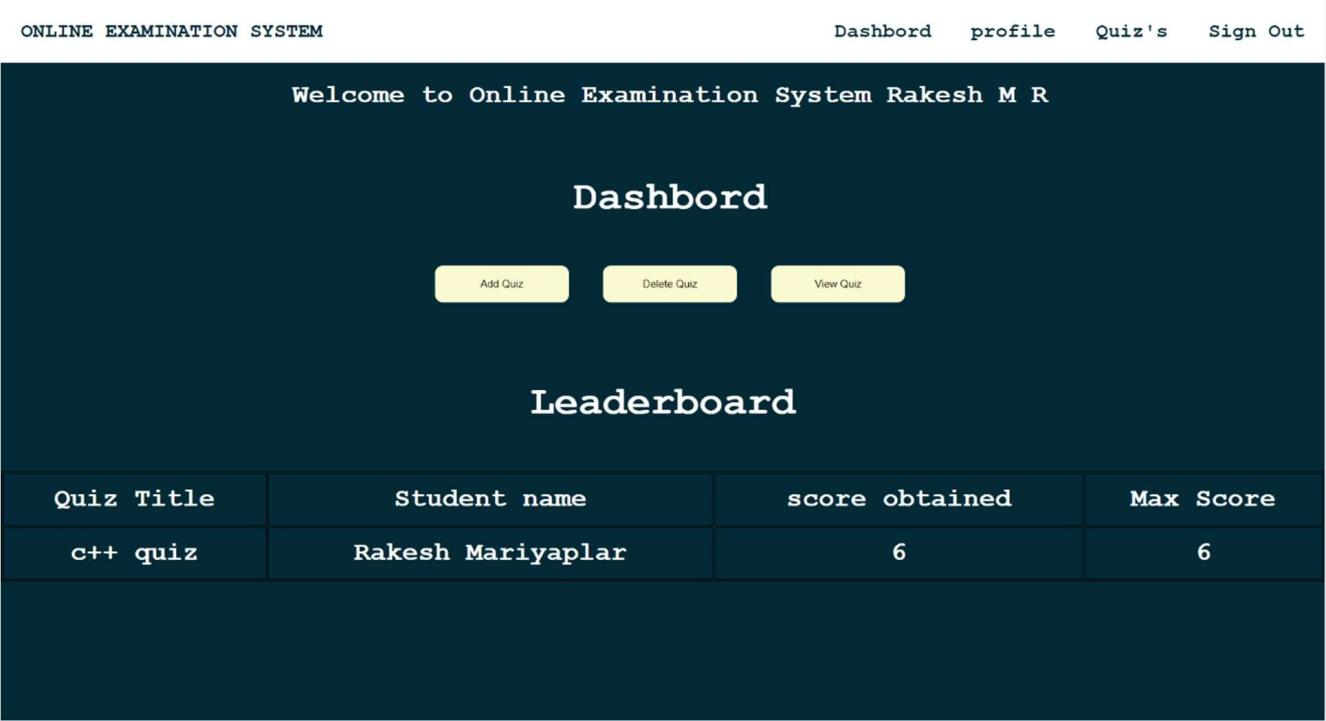 ONLINE EXAMINATION SYSTEM Dashbord profile Quiz's Sign Out
Welcome to Online Examination System Rakesh M R
Dashbord
Add Quiz Delete Quiz View Quiz
Leaderboard
Quiz Title Student name score obtained Max Score
c++ quiz Rakesh Mariyaplar 6 6